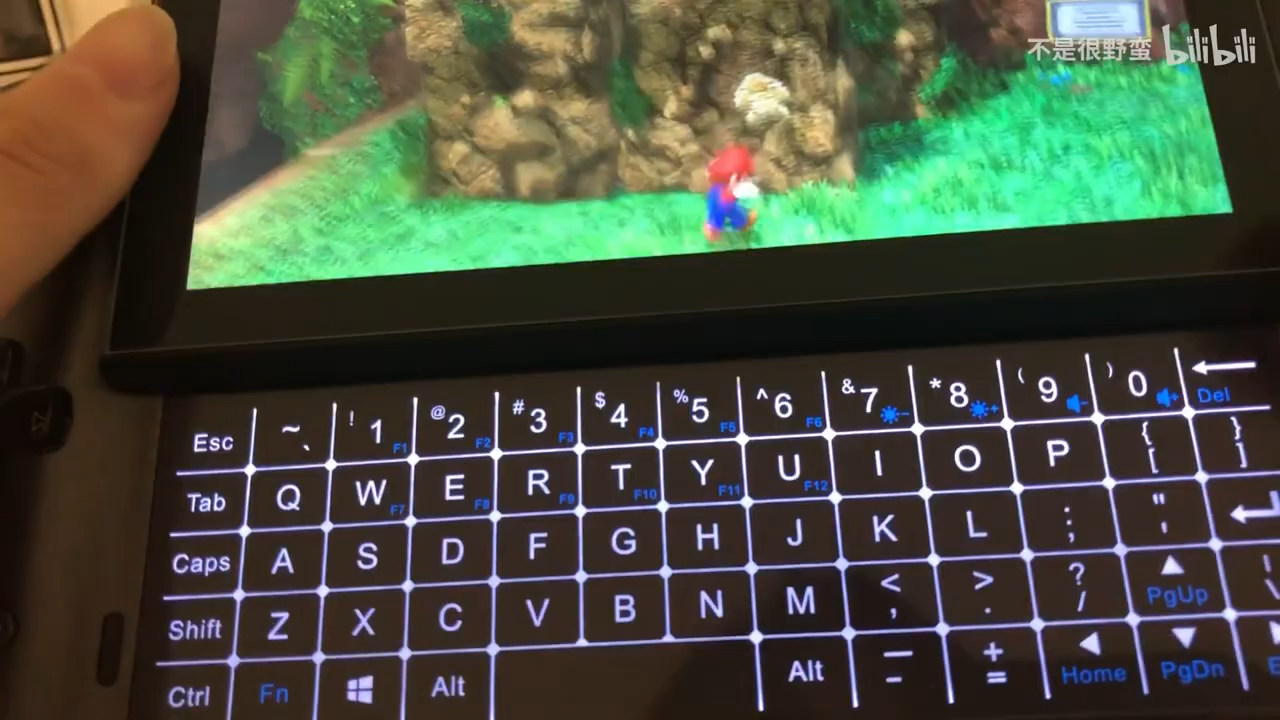 不是很野蛮 bilibili
Esc ~ ` ! 1 F1 @ 2 F2 # 3 F3 $ 4 F4 % 5 F5 ^ 6 F6 & 7 - * 8 + ( 9 - ) 0 + ← Del
Tab Q W F7 E F8 R F9 T F10 Y F11 U F12 I O P { [ } ]
Caps A S D F G H J K L : ; " '
Shift Z X C V B N M < , > . ? / PgUp | \
Ctrl Fn Alt Alt — - + = Home PgDn